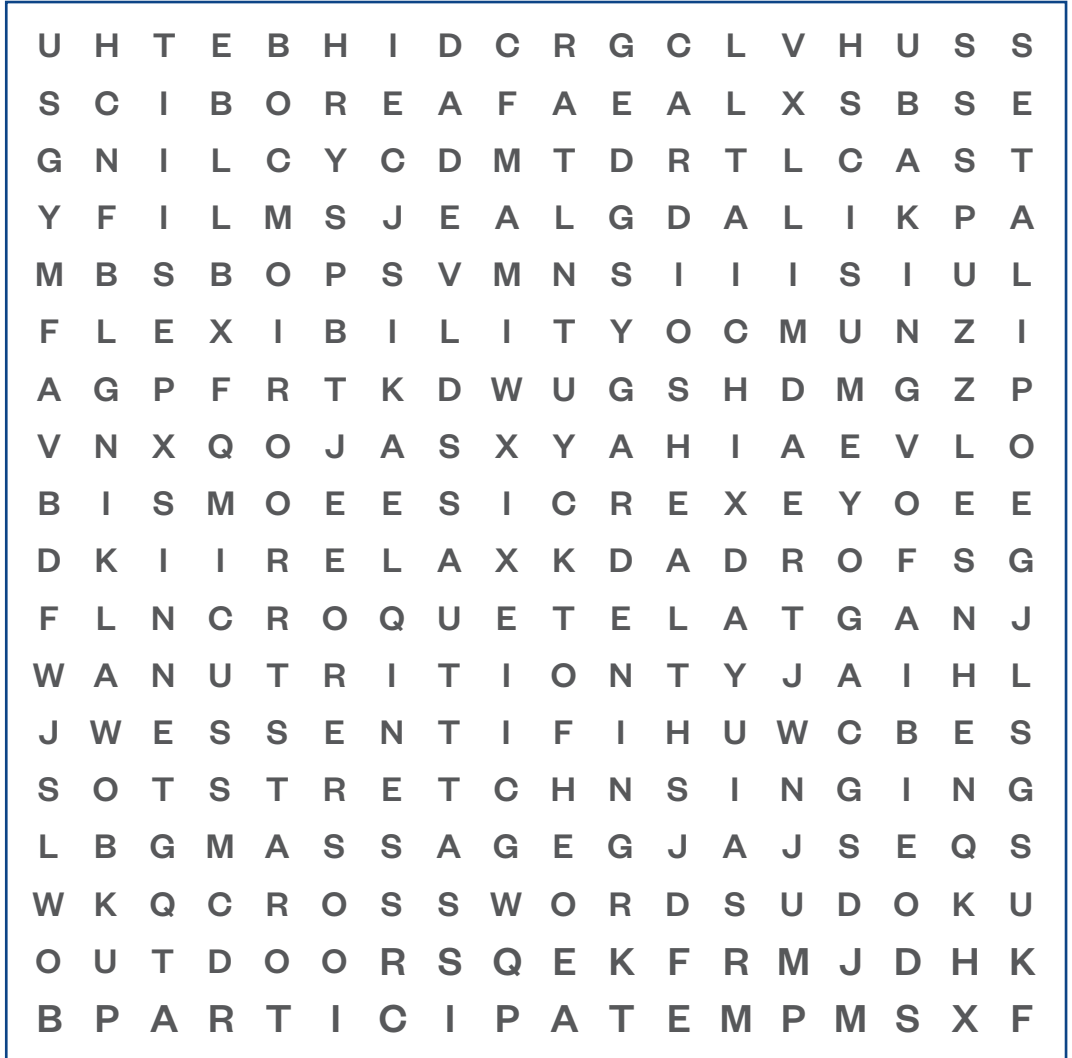 U H T E B H I D C R G C L V H U S S
S C I B O R E A F A E A L X S B S E
G N I L C Y C D M T D R T L C A S T
Y F I L M S J E A L G D A L I K P A
M B S B O P S V M N S I I I S I U L
F L E X I B I L I T Y O C M U N Z I
A G P F R T K D W U G S H D M G Z P
V N X Q O J A S X Y A H I A E V L O
B I S M O E E S I C R E X E Y O E E
D K I I R E L A X K D A D R O F S G
F L N C R O Q U E T E L A T G A N J
W A N U T R I T I O N T Y J A I H L
J W E S S E N T I F I H U W C B E S
S O T S T R E T C H N S I N G I N G
L B G M A S S A G E G J A J S E Q S
W K Q C R O S S W O R D S U D O K U
O U T D O O R S Q E K F R M J D H K
B P A R T I C I P A T E M P M S X F